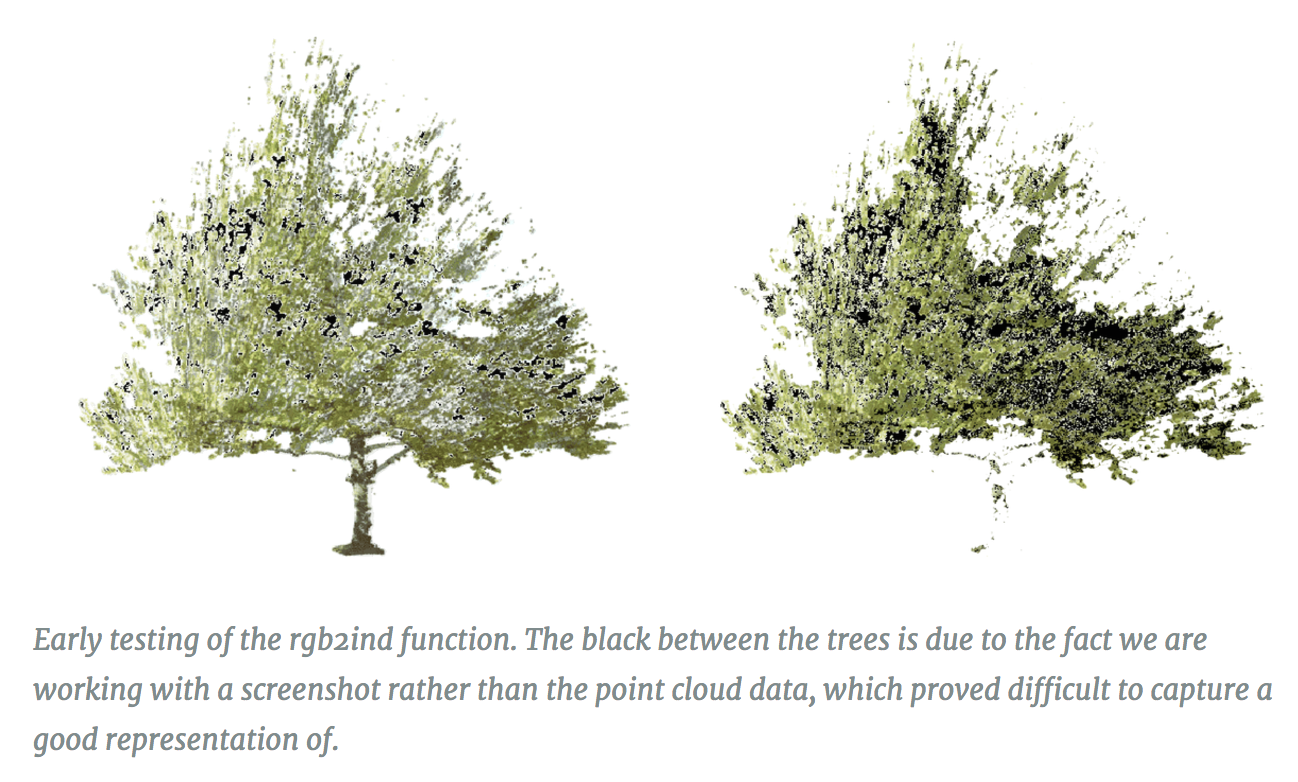 Early testing of the rgb2ind function. The black between the trees is due to the fact we are
working with a screenshot rather than the point cloud data, which proved difficult to capture a
good representation of.